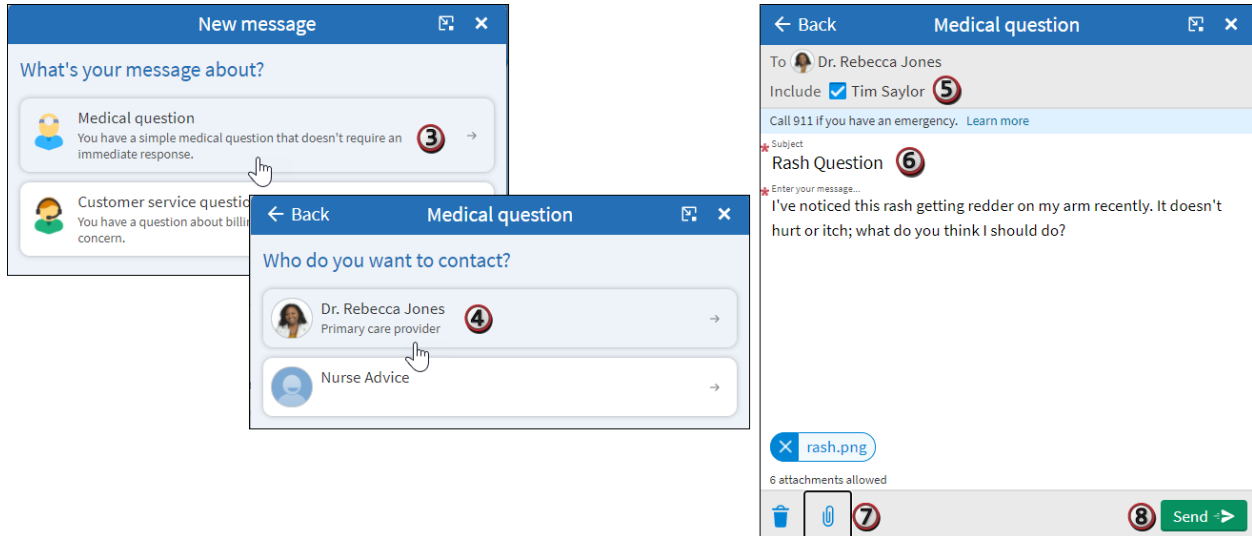 New message
What's your message about?
Medical question
You have a simple medical question that doesn't require an
immediate response.
3
Customer service questio
You have a question about billi
concern.
Back
Medical question
Who do you want to contact?
Dr. Rebecca Jones
Primary care provider
4
Nurse Advice
Back
Medical question
To Dr. Rebecca Jones
Include Tim Saylor 5
Call 911 if you have an emergency. Learn more
* Subject
Rash Question 6
* Enter your message...
I've noticed this rash getting redder on my arm recently. It doesn't
hurt or itch; what do you think I should do?
rash.png
6 attachments allowed
7
8 Send